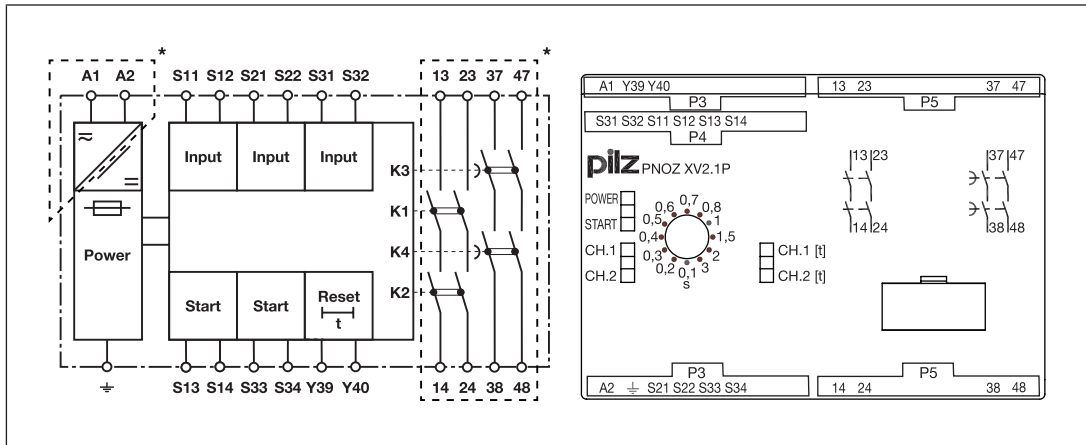 * *
A1 A2 S11 S12 S21 S22 S31 S32 13 23 37 47
Input Input Input
K3
K1
Power
K4
K2
Start Start Reset
t
S13 S14 S33 S34 Y39 Y40 14 24 38 48
A1 Y39 Y40 13 23 37 47
P3 P5
S31 S32 S11 S12 S13 S14
P4
pilz PNOZ XV2.1P
13 23 37 47
POWER
START
CH.1
CH.2
0,1 0,2 0,3 0,4 0,5 0,6 0,7 0,8 1 1,5 2 3
s
CH.1 [t]
CH.2 [t]
14 24 38 48
P3 P5
A2 S21 S22 S33 S34 14 24 38 48